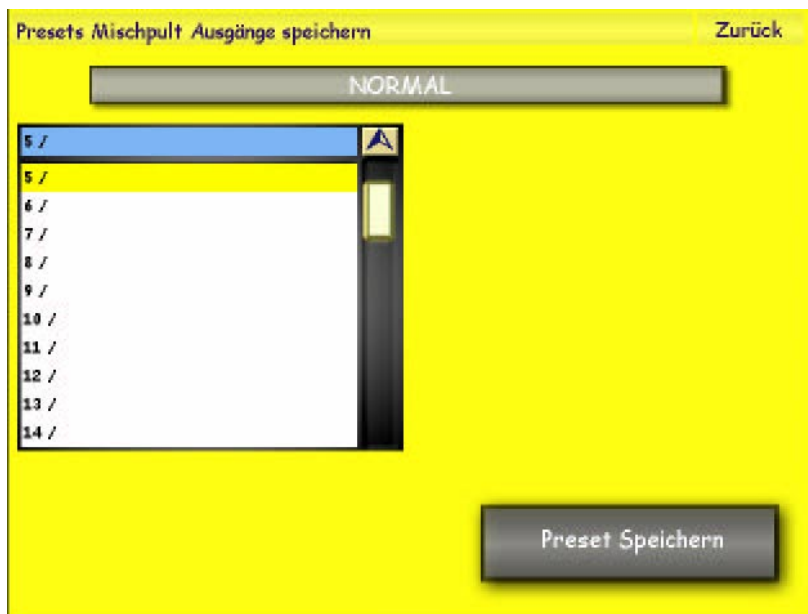 Presets Mischpult Ausgänge speichern
Zurück
NORMAL
5 /
5 /
6 /
7 /
8 /
9 /
10 /
11 /
12 /
13 /
14 /
Preset Speichern